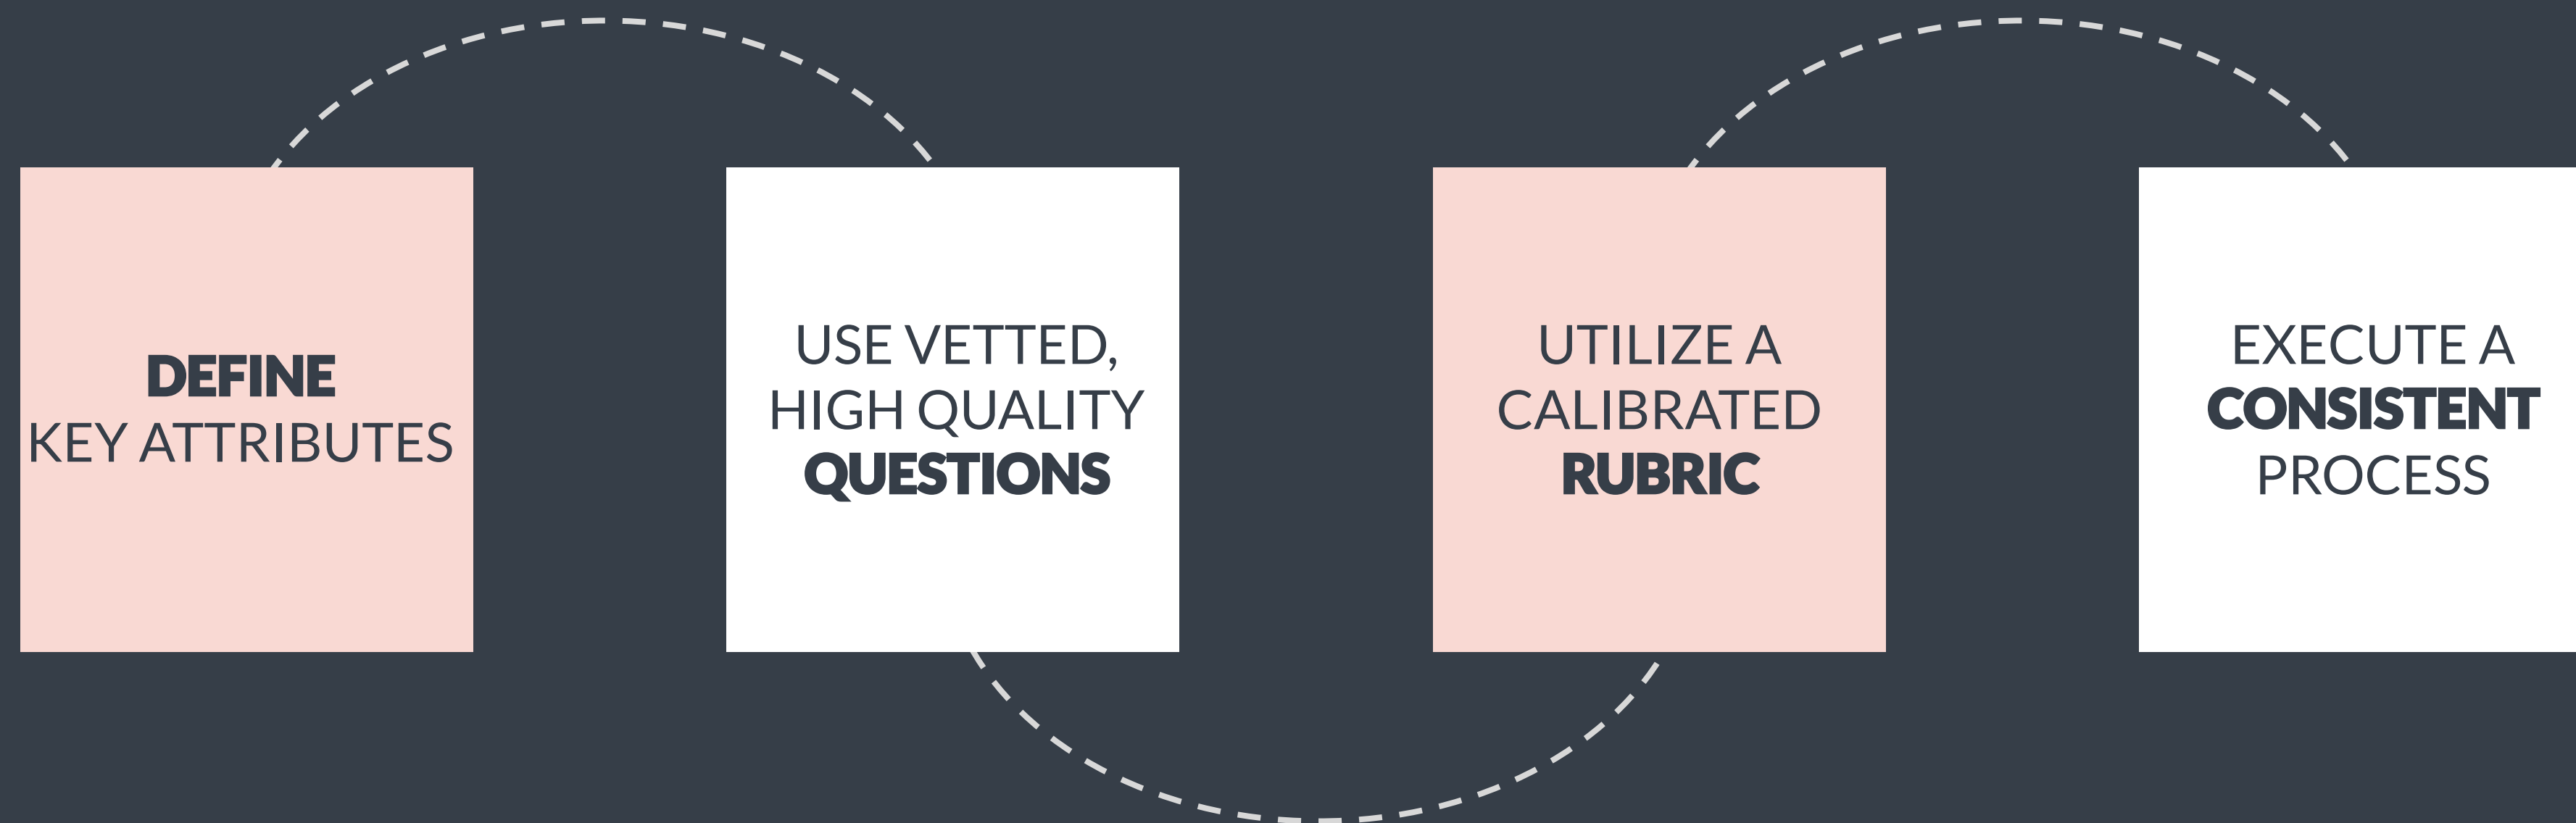 DEFINE
KEY ATTRIBUTES
USE VETTED,
HIGH QUALITY
QUESTIONS
UTILIZE A
CALIBRATED
RUBRIC
EXECUTE A
CONSISTENT
PROCESS